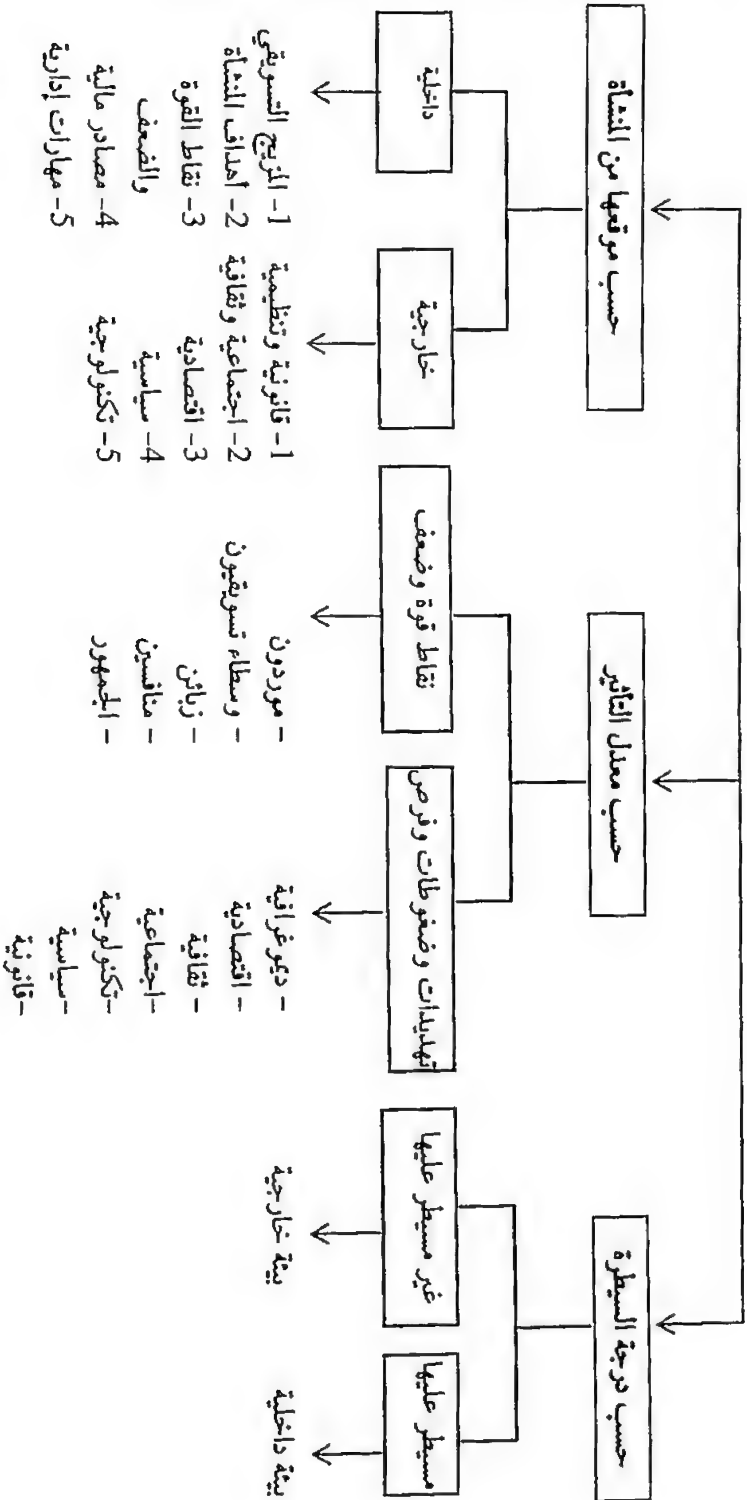 حسب موقعها من المنشأة
حسب معدل التأثير
حسب درجة السيطرة
داخلية
خارجية
نقاط قوة وضعف
تهديدات وضغوطات وفرص
غير مسيطر عليها
مسيطر عليها
1- المزيج التسويقي
2- أهداف المنشأة
3- نقاط القوة
والضعف
4- مصادر مالية
5- مهارات إدارية
1- قانونية وتنظيمية
2- اجتماعية وثقافية
3- اقتصادية
4- سياسية
5- تكنولوجية
- موردون
- وسطاء تسويقيون
- زبائن
- منافسين
- الجمهور
- ديموغرافية
- اقتصادية
- ثقافية
-اجتماعية
-تكنولوجية
-سياسية
-قانونية
بيئة خارجية
بيئة داخلية